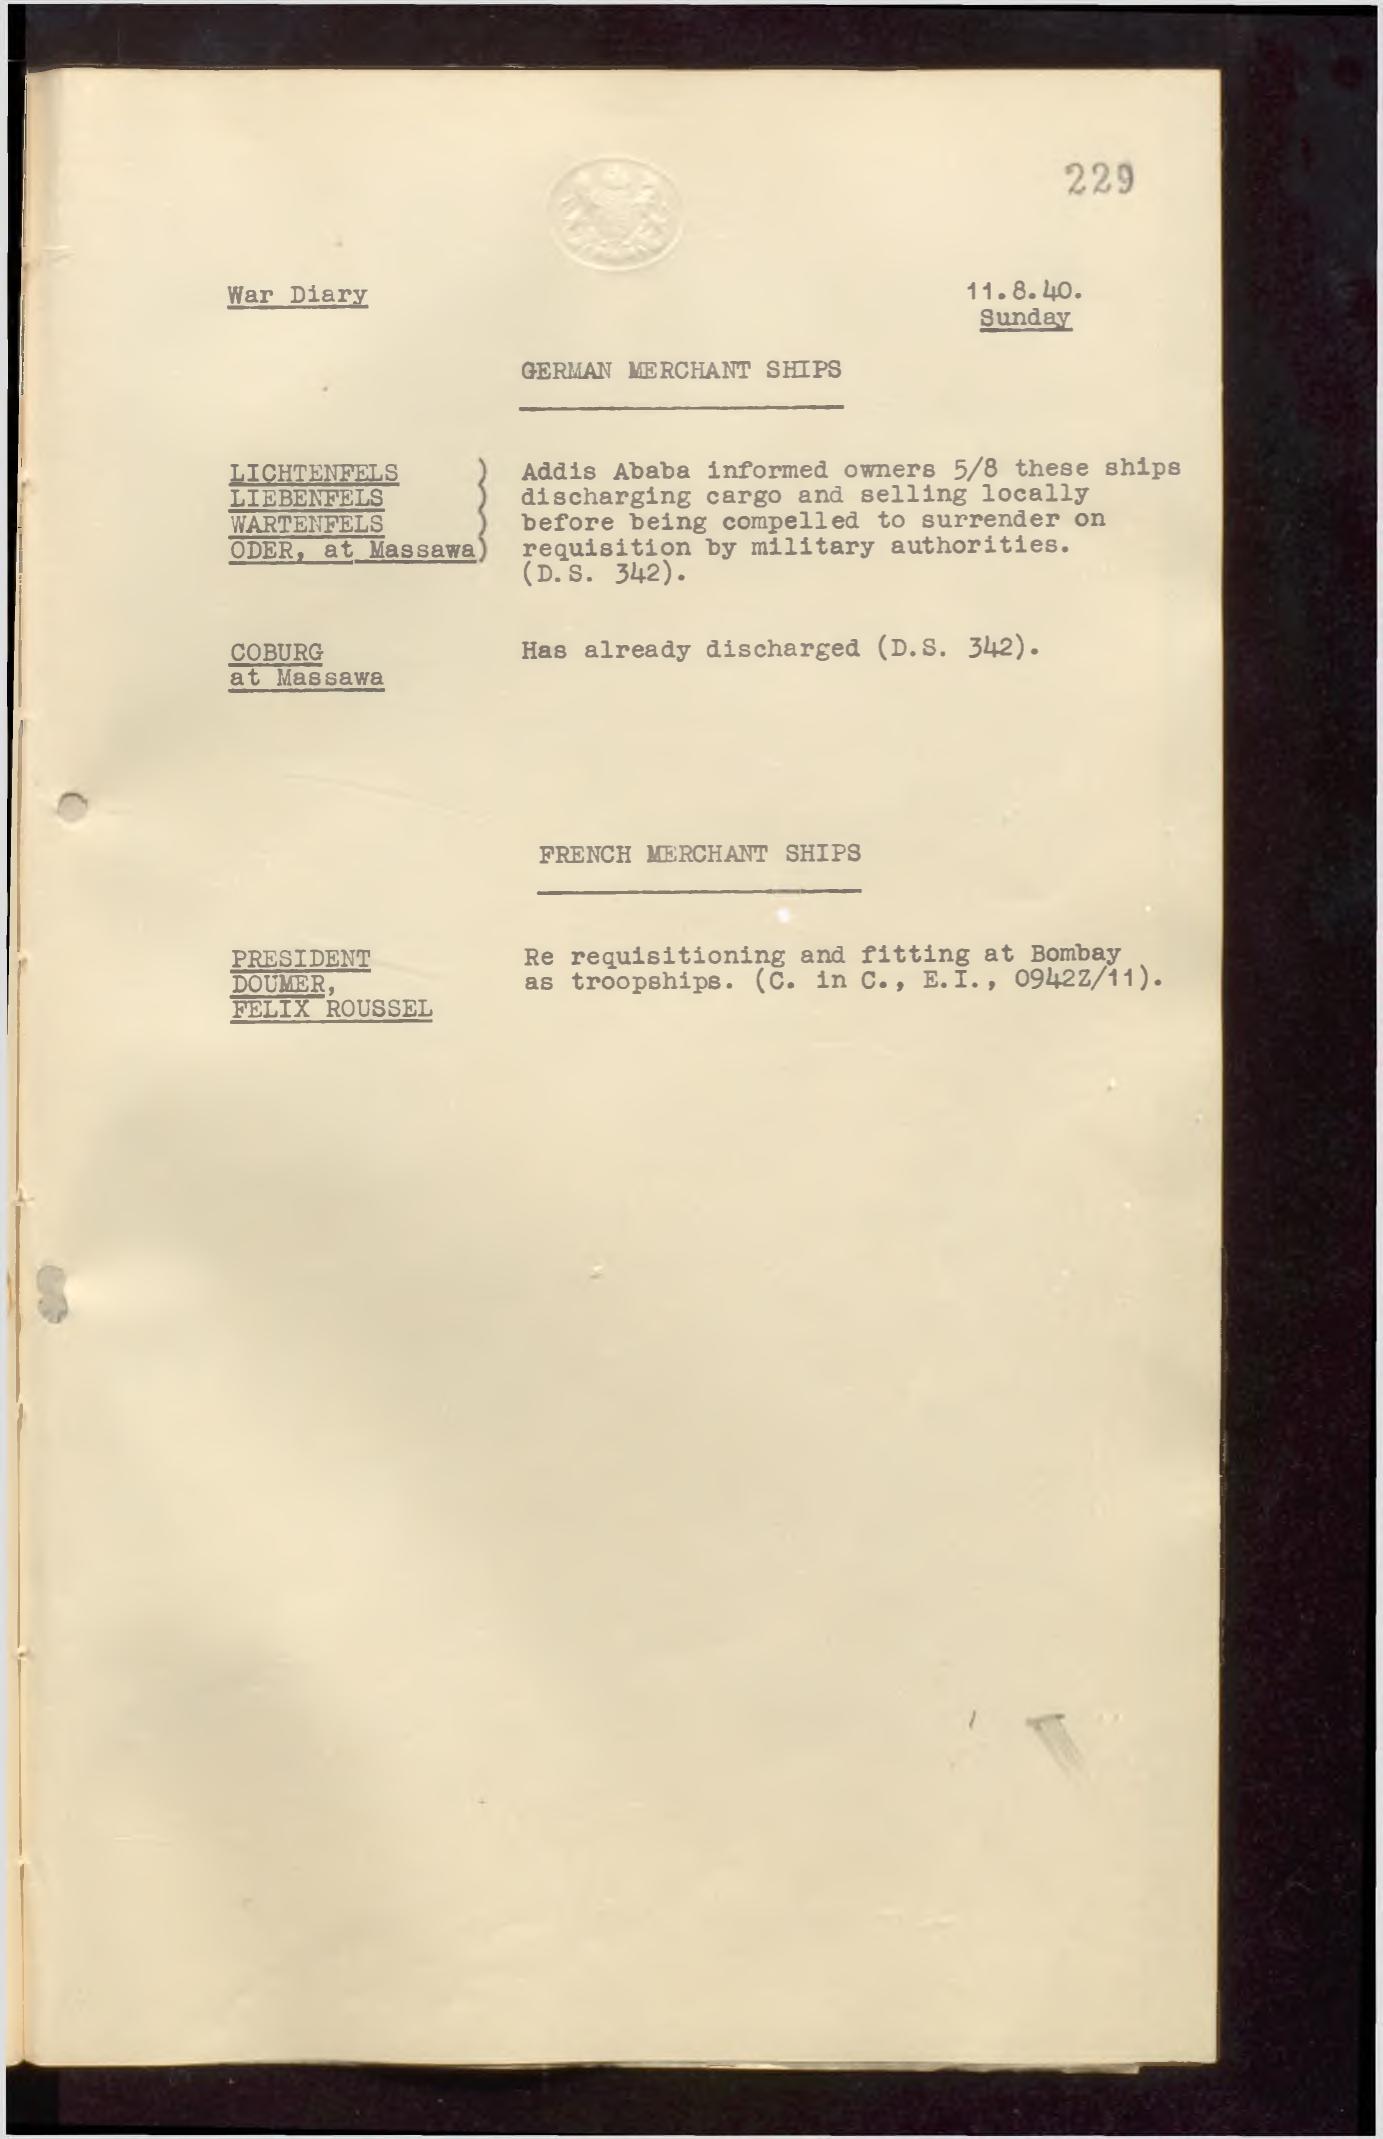 229
War Diary
11.8.40.
Sunday
GERMAN MERCHANT SHIPS
LICHTENFELS ) Addis Ababa informed owners 5/8 these ships
LIEBENFELS ) discharging cargo and selling locally
WARTENFELS ) before being compelled to surrender on
ODER, at Massawa) requisition by military authorities.
(D.S. 342).
COBURG Has already discharged (D.S. 342).
at Massawa
FRENCH MERCHANT SHIPS
PRESIDENT Re requisitioning and fitting at Bombay
DOUMER, as troopships. (C. in C., E.I., 0942Z/11).
FELIX ROUSSEL